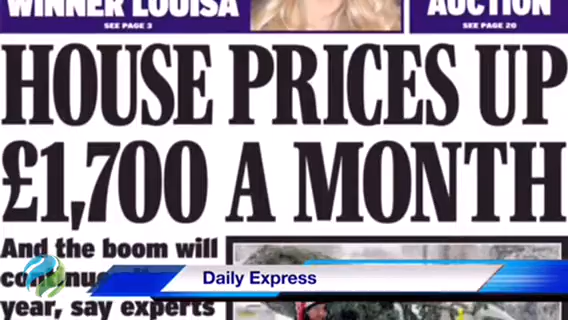 WINNER LOUISA
SEE PAGE 3
AUCTION
SEE PAGE 20
HOUSE PRICES UP
£1,700 A MONTH
And the boom will
year, say experts
Daily Express